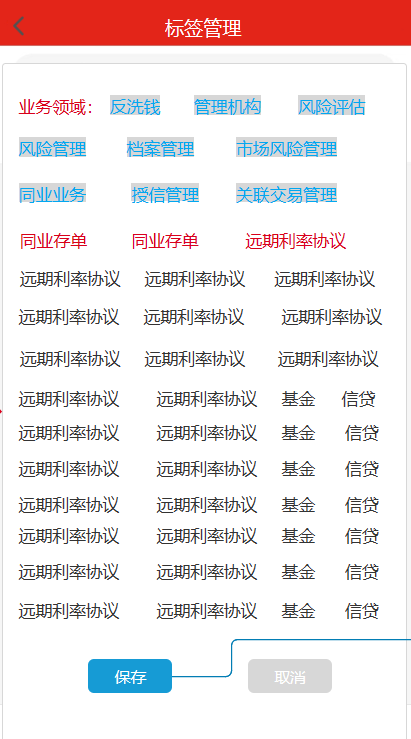 标签管理
业务领域： 反洗钱 管理机构 风险评估
风险管理 档案管理 市场风险管理
同业业务 授信管理 关联交易管理
同业存单 同业存单 远期利率协议
远期利率协议 远期利率协议 远期利率协议
远期利率协议 远期利率协议 远期利率协议
远期利率协议 远期利率协议 远期利率协议
远期利率协议 远期利率协议 基金 信贷
远期利率协议 远期利率协议 基金 信贷
远期利率协议 远期利率协议 基金 信贷
远期利率协议 远期利率协议 基金 信贷
远期利率协议 远期利率协议 基金 信贷
远期利率协议 远期利率协议 基金 信贷
远期利率协议 远期利率协议 基金 信贷
保存 取消